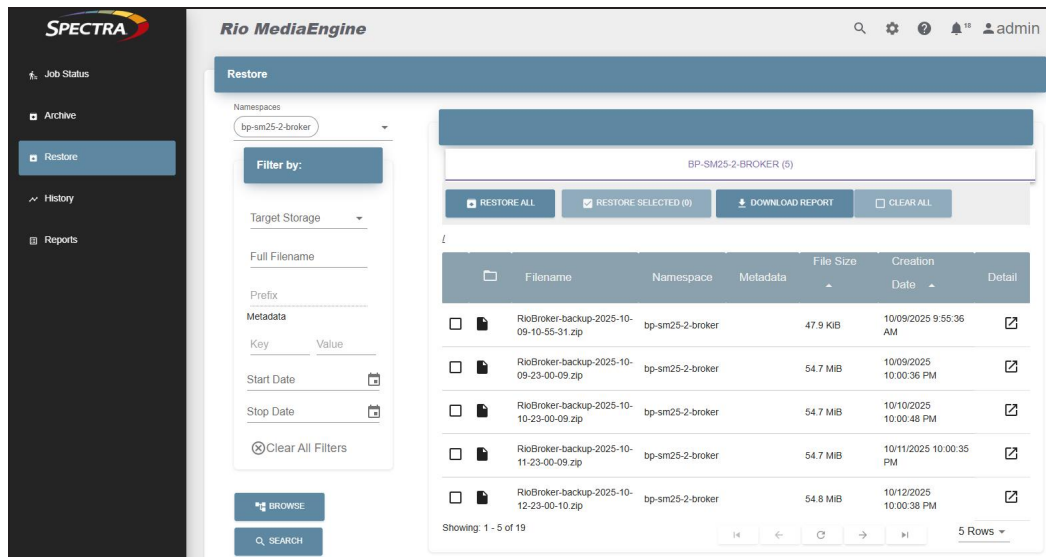 SPECTRA
Rio MediaEngine
18
admin
Job Status
Archive
Restore
History
Reports
Restore
Namespaces
bp-sm25-2-broker
Filter by:
Target Storage
Full Filename
Prefix
Metadata
Key Value
Start Date
Stop Date
Clear All Filters
BROWSE
SEARCH
BP-SM25-2-BROKER (5)
RESTORE ALL RESTORE SELECTED (0) DOWNLOAD REPORT CLEAR ALL
/
Filename Namespace Metadata File Size Creation Date Detail
RioBroker-backup-2025-10- bp-sm25-2-broker 47.9 KiB 10/09/2025 9:55:36
09-10-55-31.zip AM
RioBroker-backup-2025-10- bp-sm25-2-broker 54.7 MiB 10/09/2025
09-23-00-09.zip 10:00:36 PM
RioBroker-backup-2025-10- bp-sm25-2-broker 54.7 MiB 10/10/2025
10-23-00-09.zip 10:00:48 PM
RioBroker-backup-2025-10- bp-sm25-2-broker 54.7 MiB 10/11/2025 10:00:35
11-23-00-09.zip PM
RioBroker-backup-2025-10- bp-sm25-2-broker 54.8 MiB 10/12/2025
12-23-00-10.zip 10:00:38 PM
Showing: 1 - 5 of 19
5 Rows